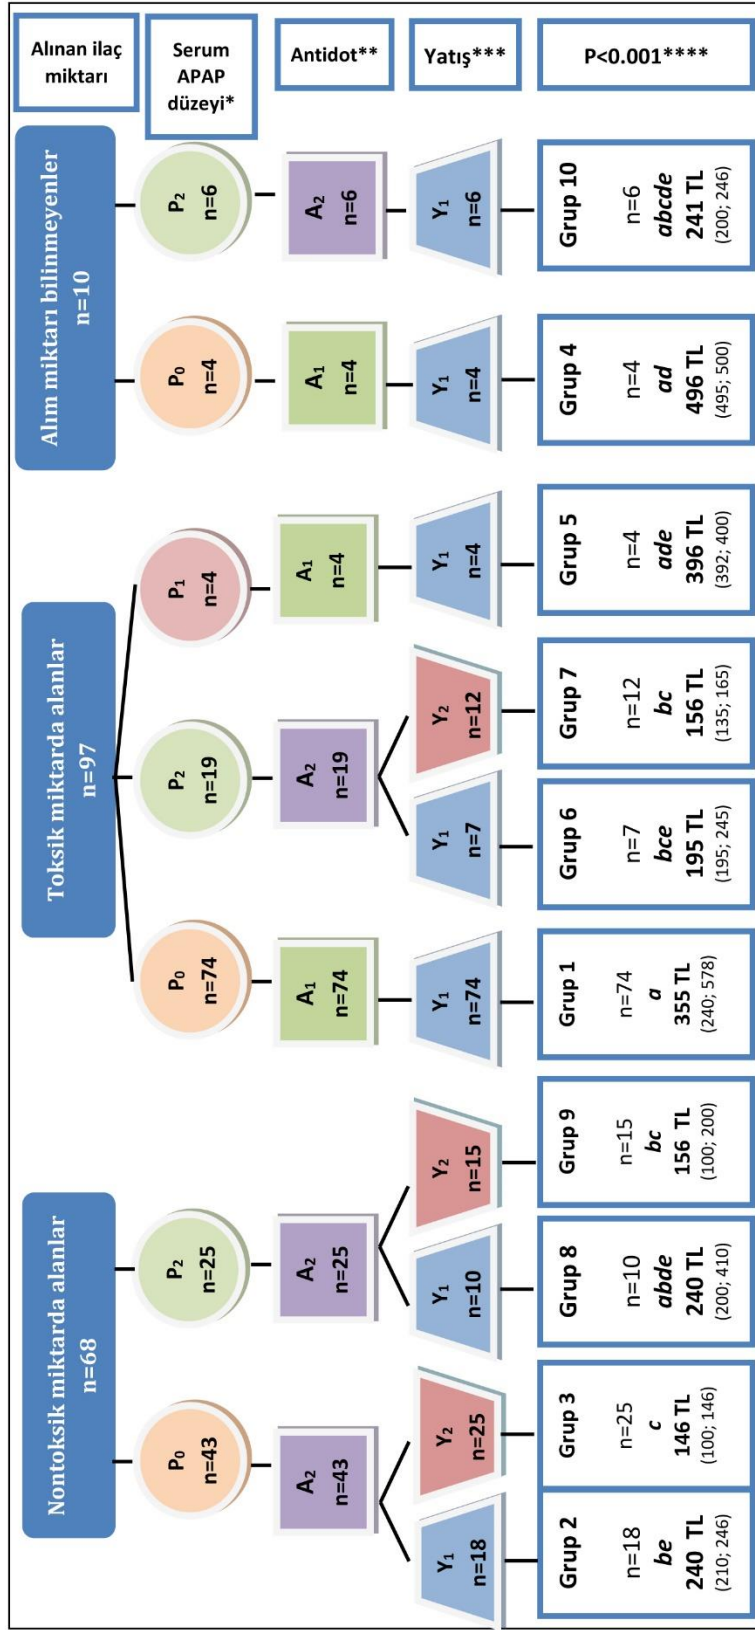 Nontoksik miktarda alanlar
n=68
Toksik miktarda alanlar
n=97
Alım miktarı bilinmeyenler
n=10
Alınan ilaç
miktarı
P₀
n=43
P₂
n=25
P₀
n=74
P₂
n=19
P₁
n=4
P₀
n=4
P₂
n=6
Serum
APAP
düzeyi*
A₂
n=43
A₂
n=25
A₁
n=74
A₂
n=19
A₁
n=4
A₁
n=4
A₂
n=6
Antidot**
Y₁
n=18
Y₂
n=25
Y₁
n=10
Y₂
n=15
Y₁
n=74
Y₁
n=7
Y₂
n=12
Y₁
n=4
Y₁
n=4
Y₁
n=6
Yatış***
Grup 2
n=18
be
240 TL
(210; 246)
Grup 3
n=25
c
146 TL
(100; 146)
Grup 8
n=10
abde
240 TL
(200; 410)
Grup 9
n=15
bc
156 TL
(100; 200)
Grup 1
n=74
a
355 TL
(240; 578)
Grup 6
n=7
bce
195 TL
(195; 245)
Grup 7
n=12
bc
156 TL
(135; 165)
Grup 5
n=4
ade
396 TL
(392; 400)
Grup 4
n=4
ad
496 TL
(495; 500)
Grup 10
n=6
abcde
241 TL
(200; 246)
P<0.001****